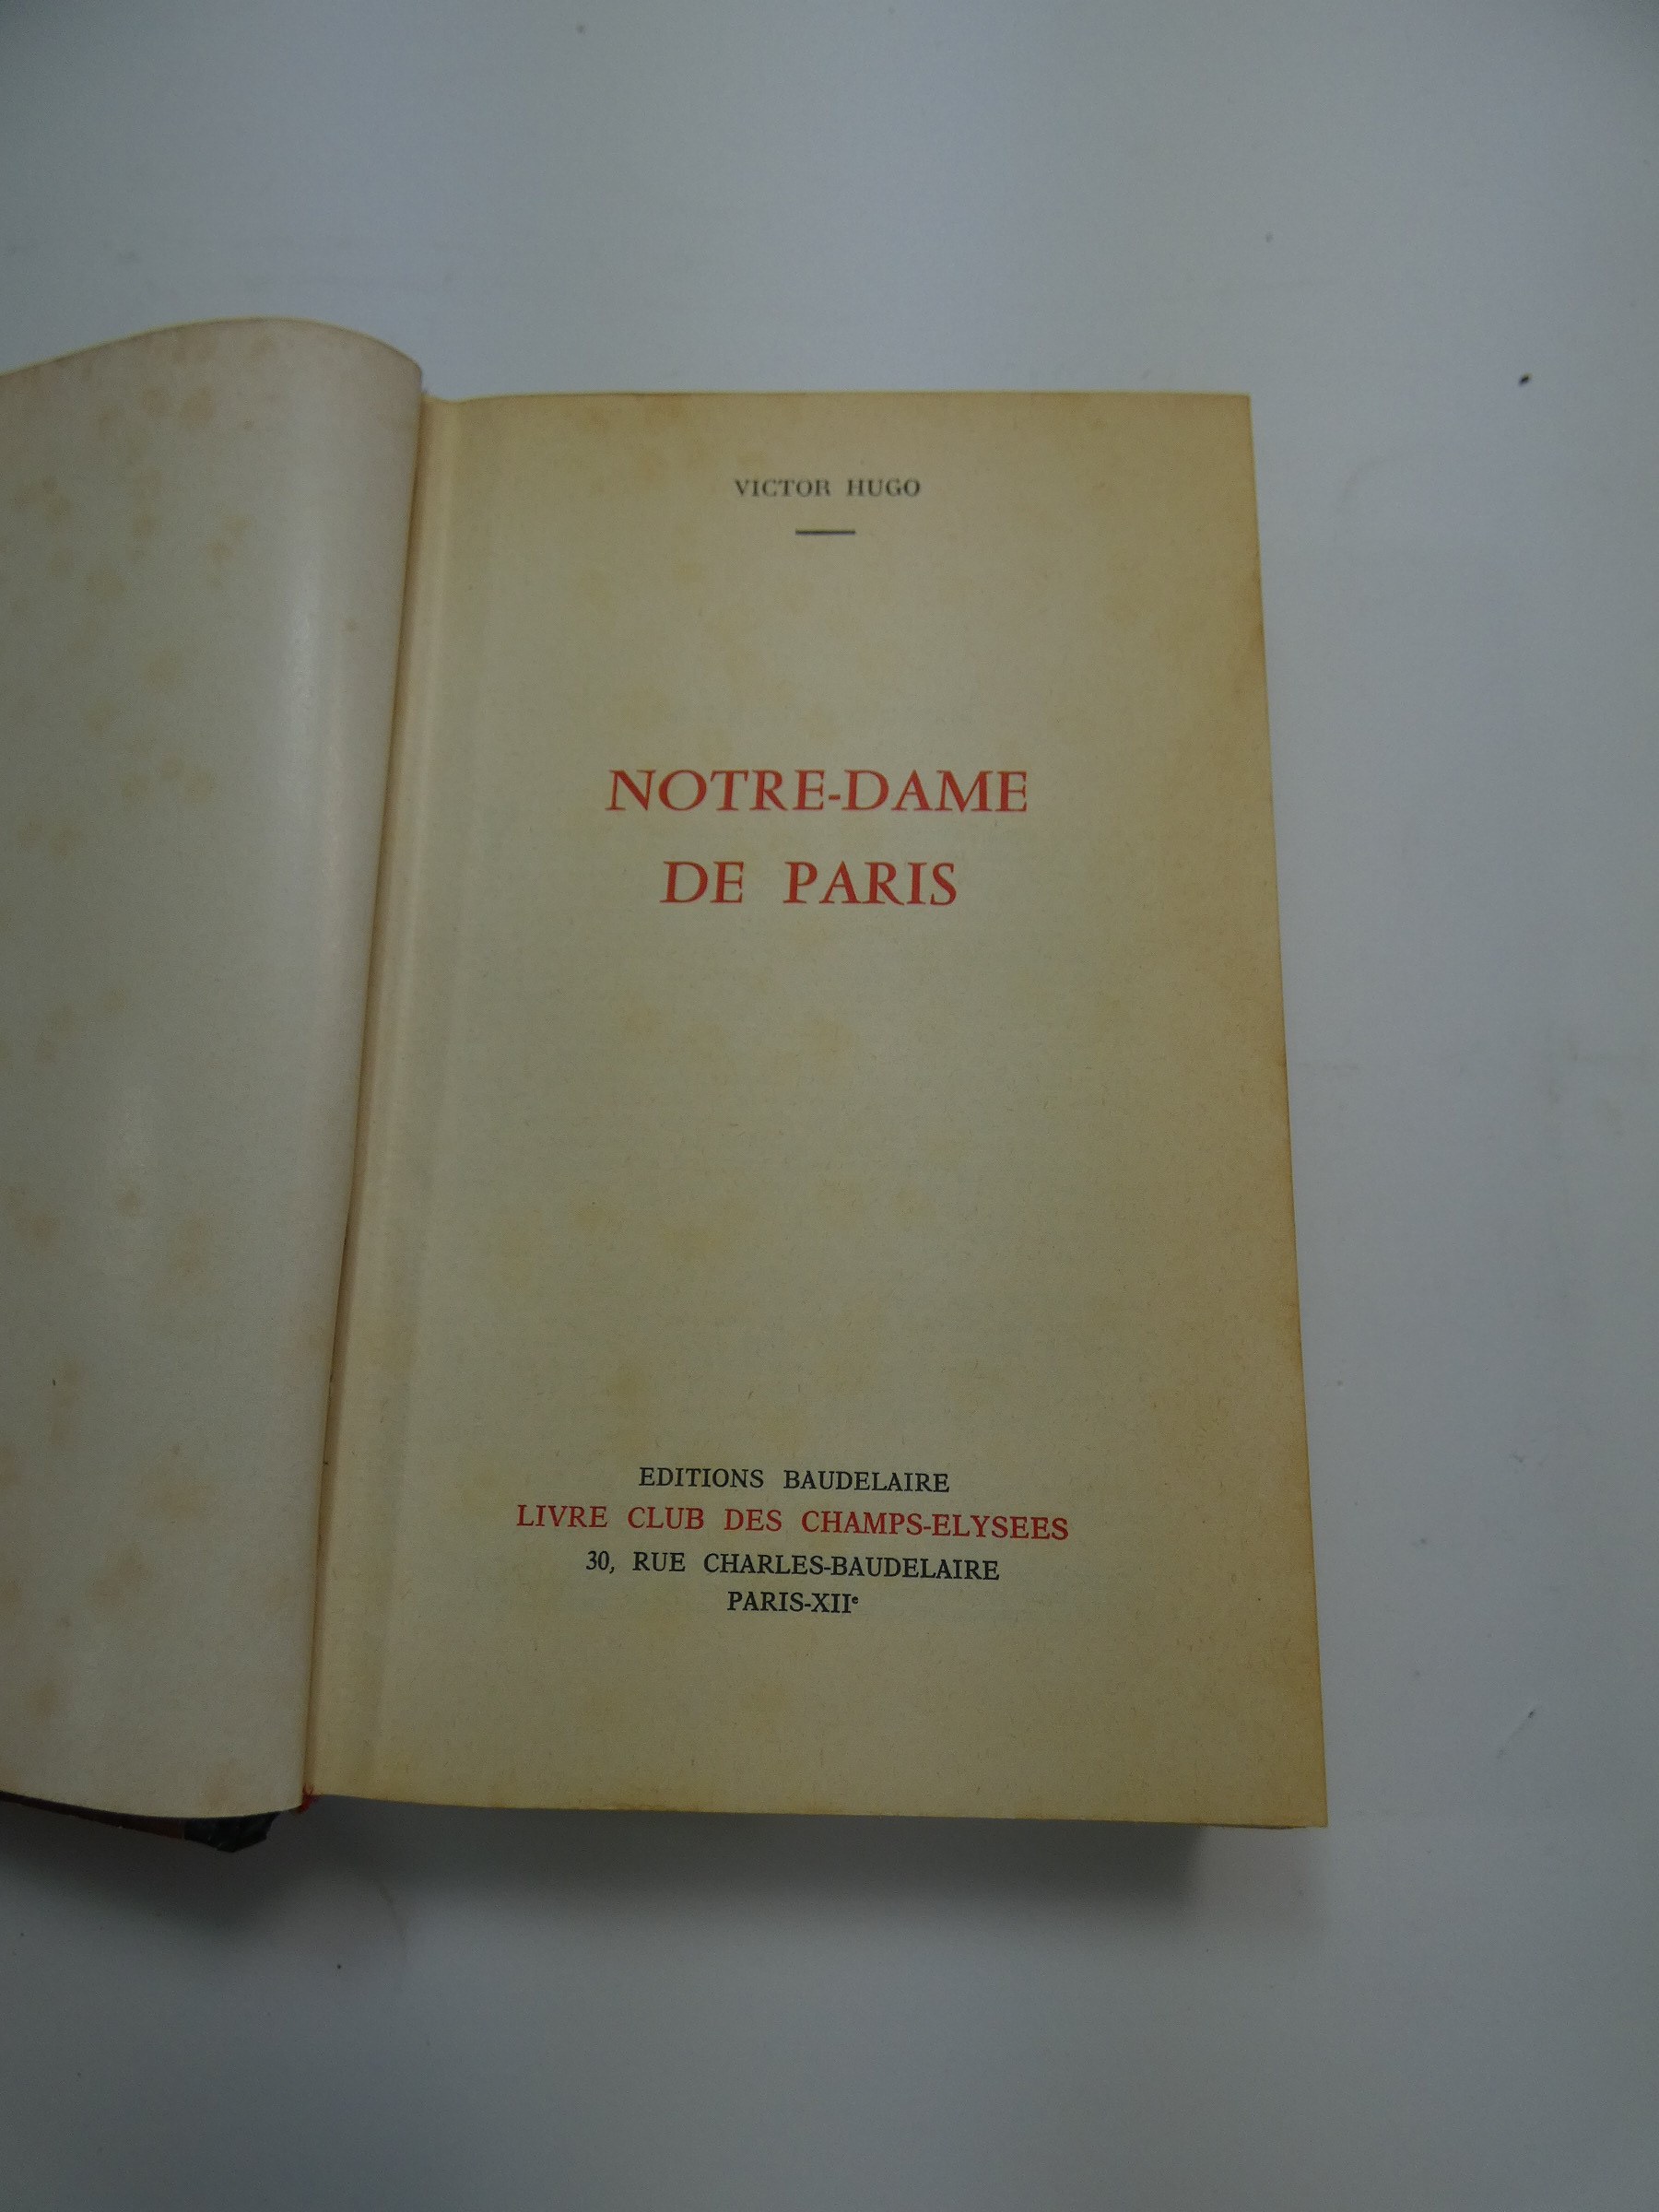 VICTOR HUGO
NOTRE-DAME
DE PARIS
EDITIONS BAUDELAIRE
LIVRE CLUB DES CHAMPS-ELYSEES
30, RUE CHARLES-BAUDELAIRE
PARIS-XIIᵉ